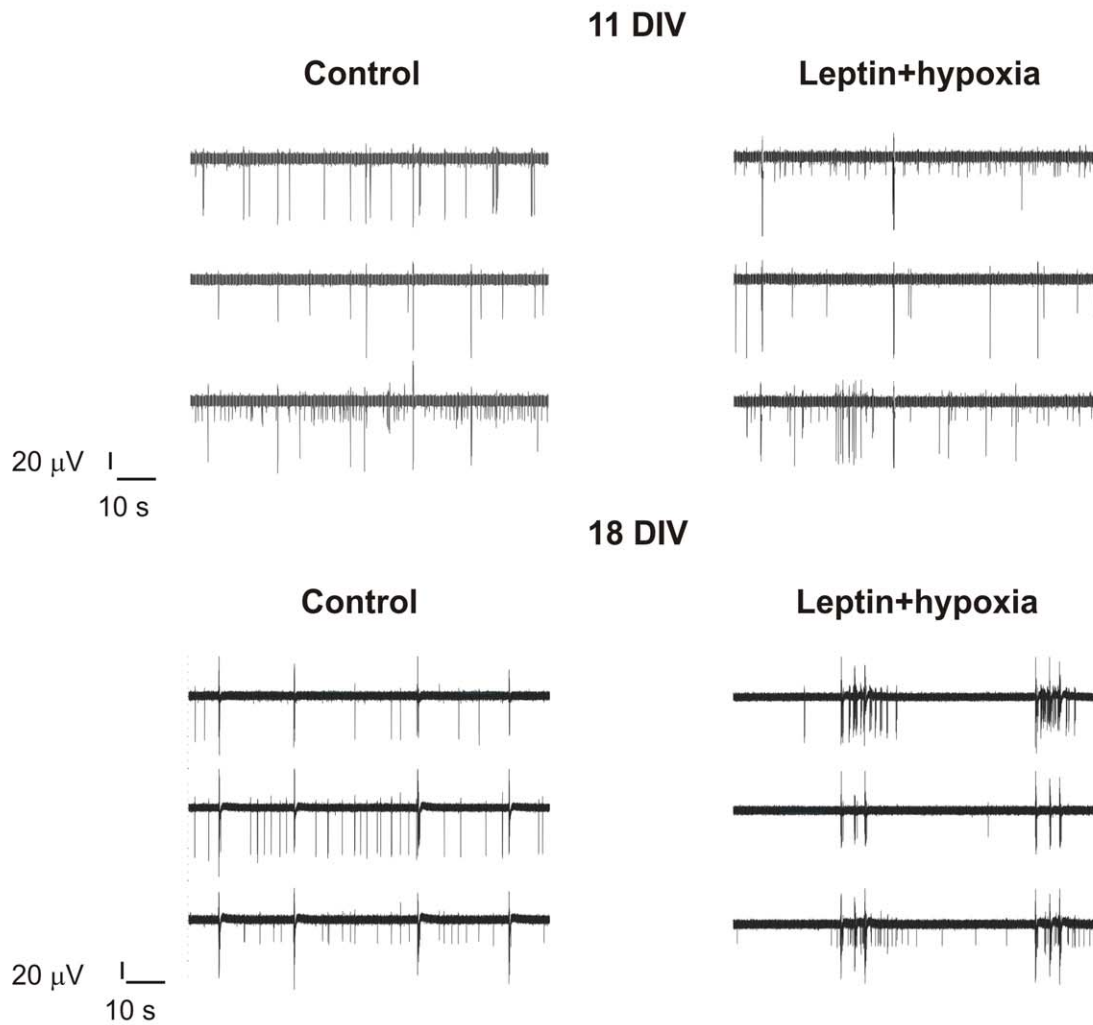 11 DIV
Control
Leptin+hypoxia
20 μV
10 s
18 DIV
Control
Leptin+hypoxia
20 μV
10 s